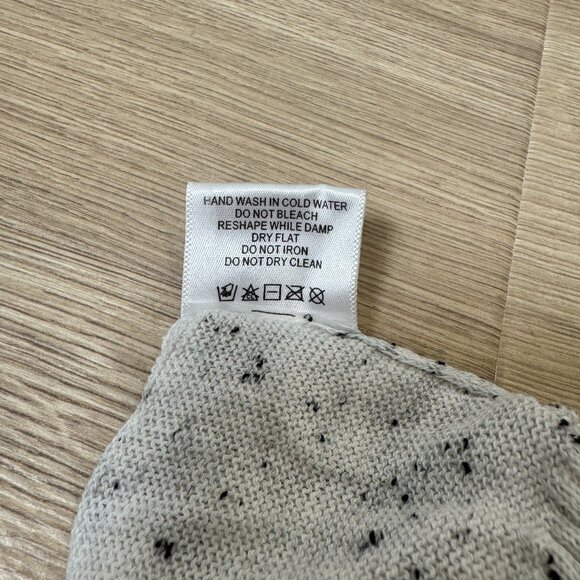 HAND WASH IN COLD WATER
DO NOT BLEACH
RESHAPE WHILE DAMP
DRY FLAT
DO NOT IRON
DO NOT DRY CLEAN